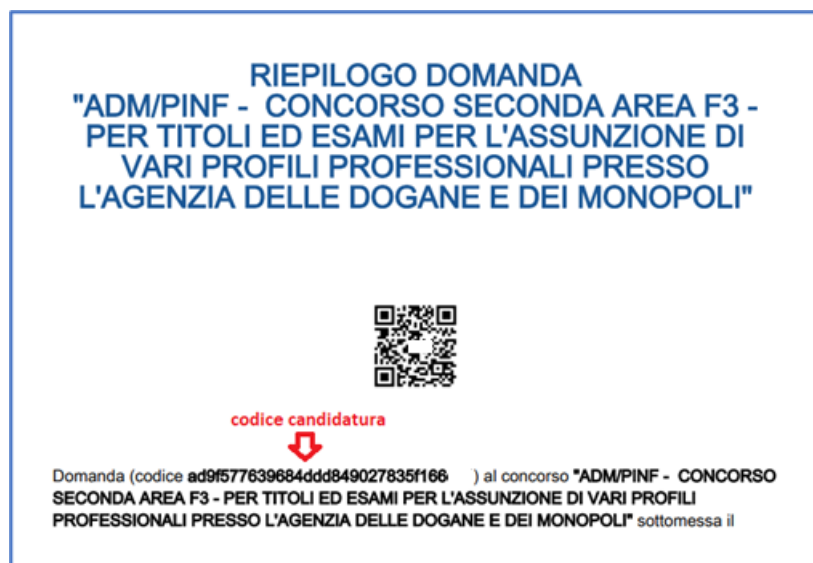 RIEPILOGO DOMANDA
"ADM/PINF - CONCORSO SECONDA AREA F3 -
PER TITOLI ED ESAMI PER L'ASSUNZIONE DI
VARI PROFILI PROFESSIONALI PRESSO
L'AGENZIA DELLE DOGANE E DEI MONOPOLI"
codice candidatura
Domanda (codice ad9f577639684ddd849027835f166 ) al concorso "ADM/PINF - CONCORSO
SECONDA AREA F3 - PER TITOLI ED ESAMI PER L'ASSUNZIONE DI VARI PROFILI
PROFESSIONALI PRESSO L'AGENZIA DELLE DOGANE E DEI MONOPOLI" sottomessa il